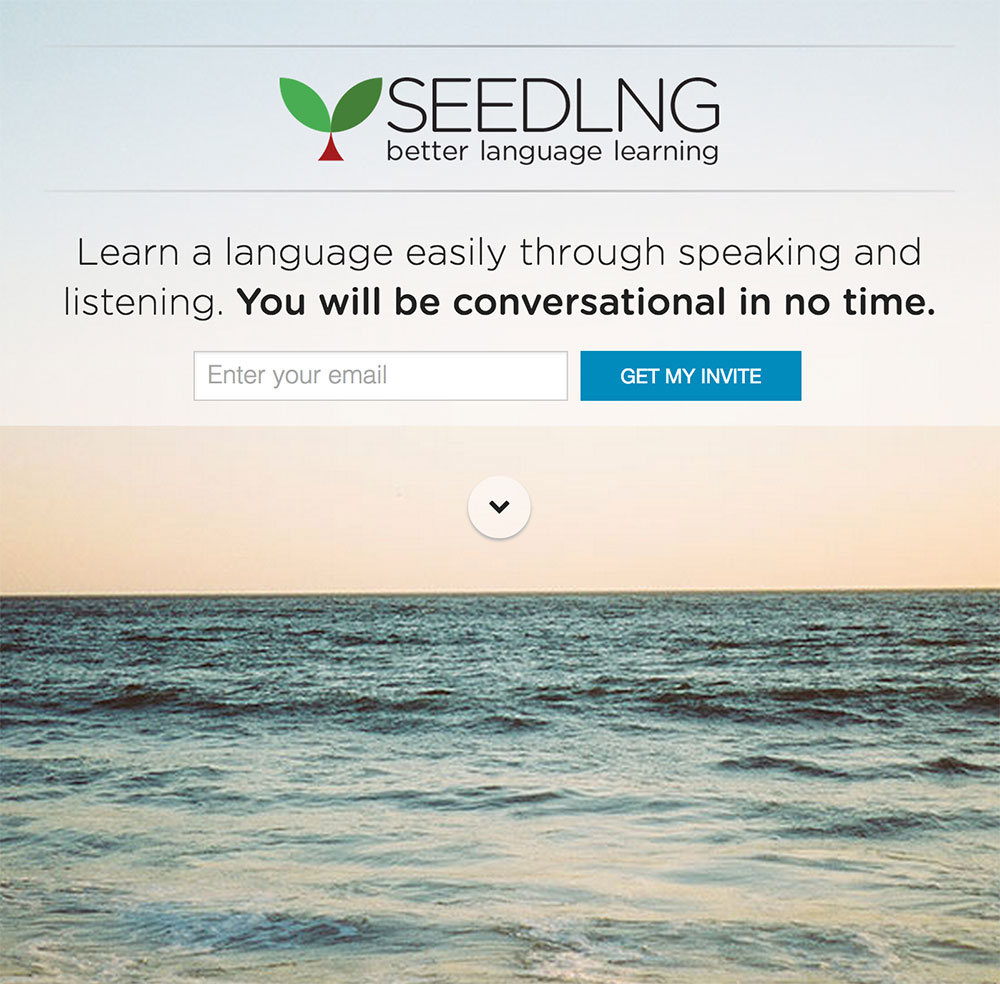 SEEDLNG
better language learning
Learn a language easily through speaking and
listening. You will be conversational in no time.
Enter your email
GET MY INVITE